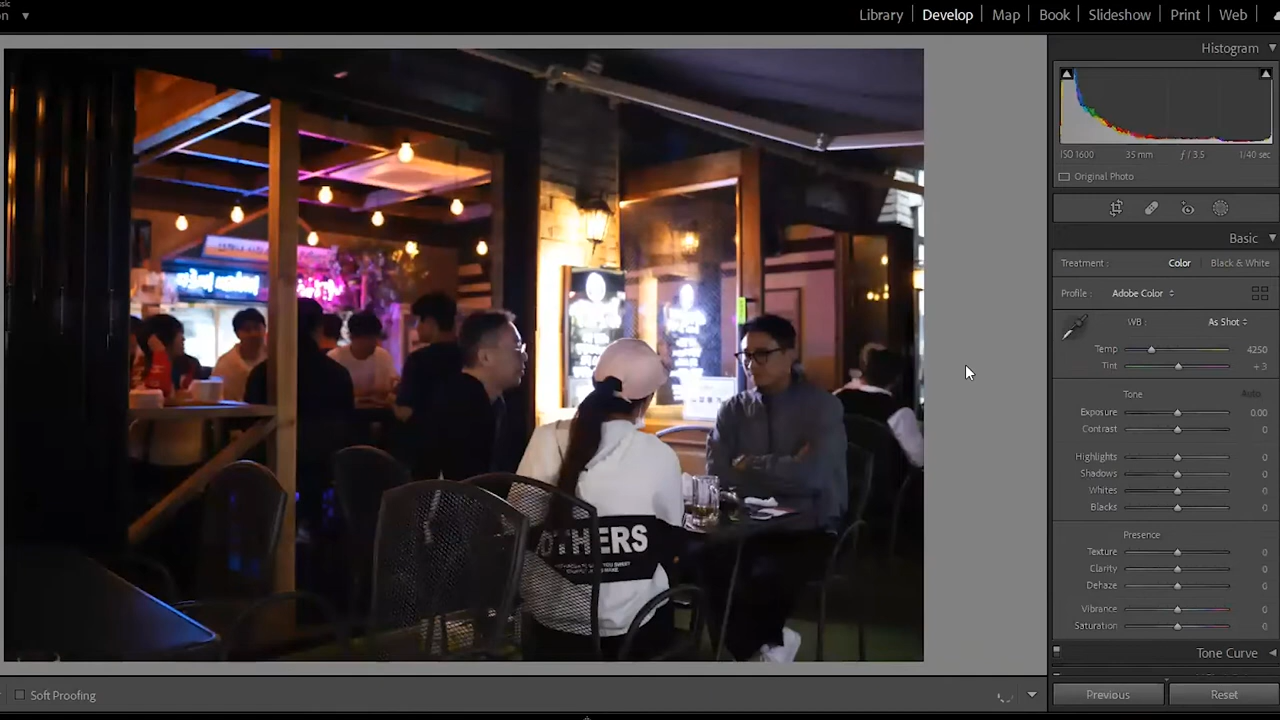 Library | Develop | Map | Book | Slideshow | Print | Web |
Histogram
ISO 1600 35 mm ƒ / 3.5 1/40 sec
Original Photo
Basic
Treatment : Color Black & White
Profile : Adobe Color
WB : As Shot
Temp 4250
Tint + 3
Tone Auto
Exposure 0.00
Contrast 0
Highlights 0
Shadows 0
Whites 0
Blacks 0
Presence
Texture 0
Clarity 0
Dehaze 0
Vibrance 0
Saturation 0
Tone Curve
OTHERS
Soft Proofing
Previous Reset